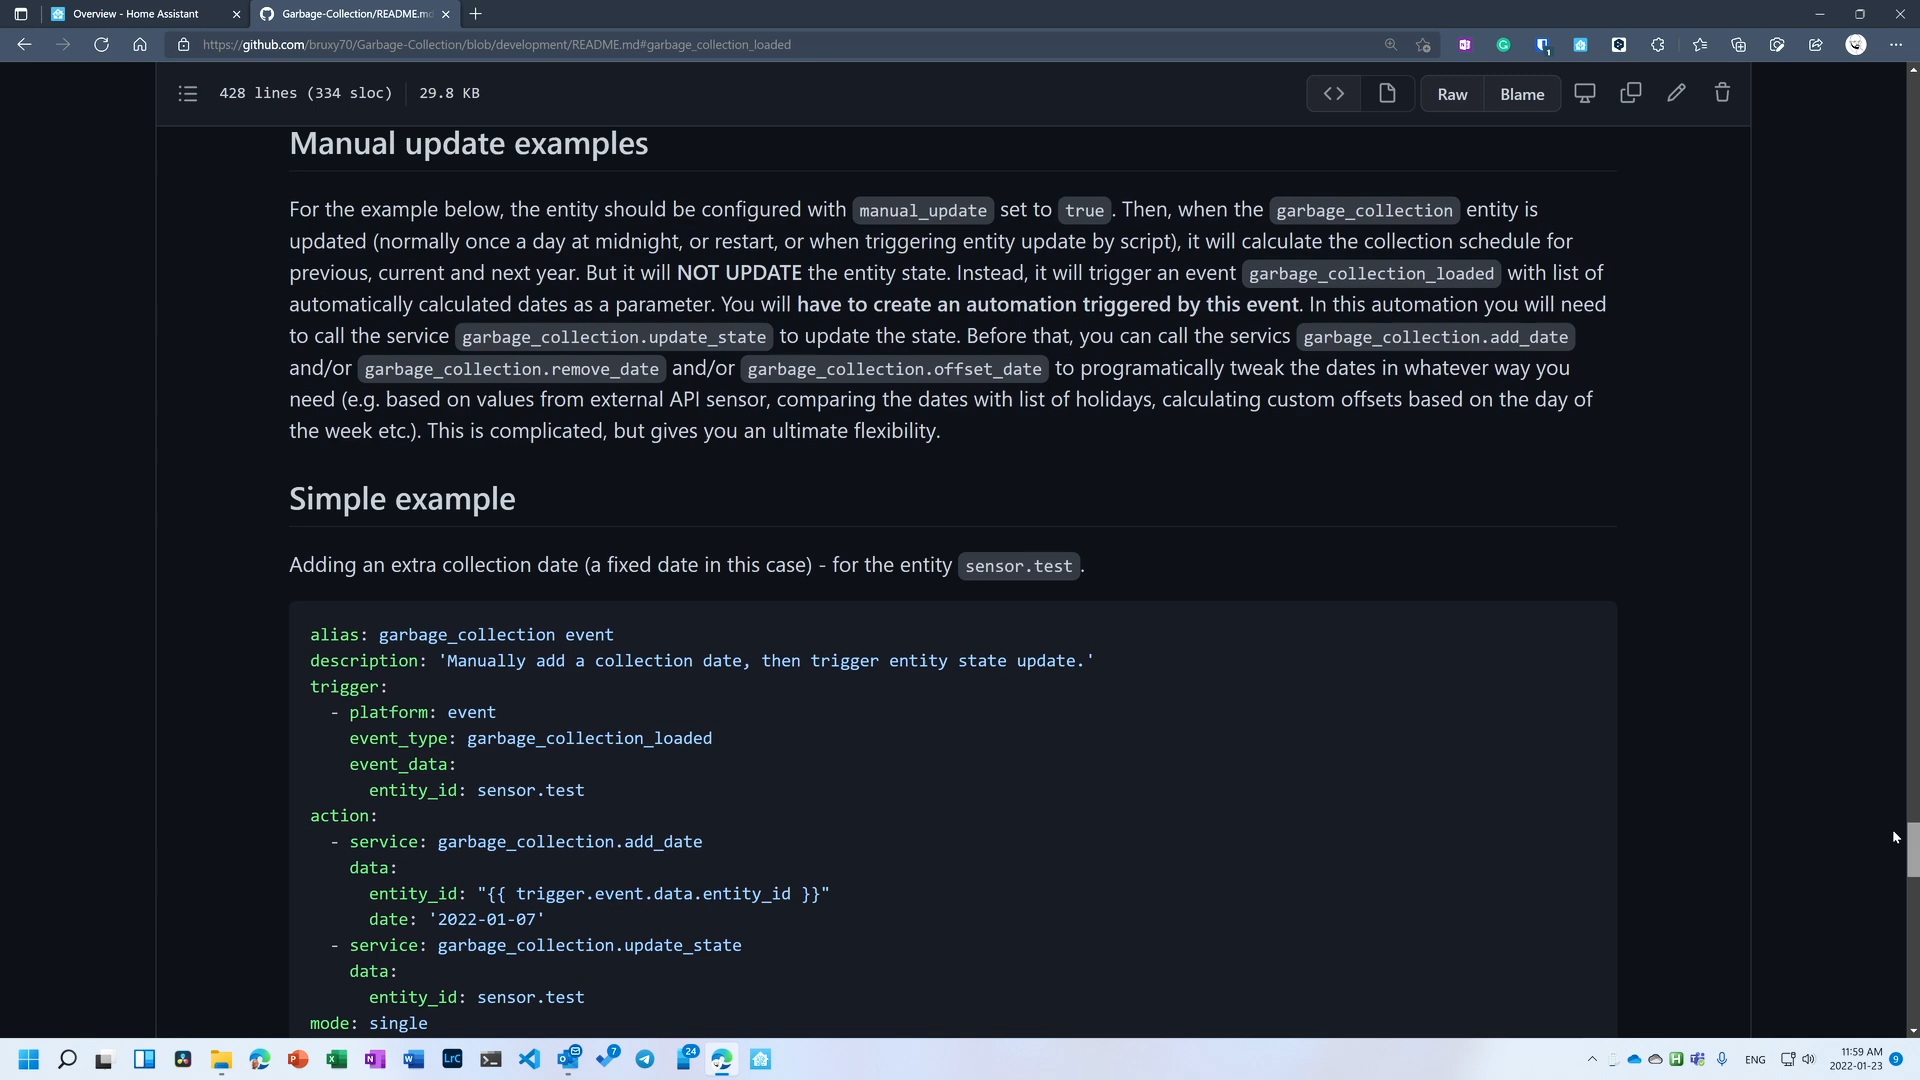 Overview - Home Assistant
Garbage-Collection/README.md
https://github.com/bruxy70/Garbage-Collection/blob/development/README.md#garbage_collection_loaded
1
428 lines (334 sloc)
29.8 KB
Raw
Blame
Manual update examples
For the example below, the entity should be configured with manual_update set to true. Then, when the garbage_collection entity is
updated (normally once a day at midnight, or restart, or when triggering entity update by script), it will calculate the collection schedule for
previous, current and next year. But it will NOT UPDATE the entity state. Instead, it will trigger an event garbage_collection_loaded with list of
automatically calculated dates as a parameter. You will have to create an automation triggered by this event. In this automation you will need
to call the service garbage_collection.update_state to update the state. Before that, you can call the servics garbage_collection.add_date
and/or garbage_collection.remove_date and/or garbage_collection.offset_date to programatically tweak the dates in whatever way you
need (e.g. based on values from external API sensor, comparing the dates with list of holidays, calculating custom offsets based on the day of
the week etc.). This is complicated, but gives you an ultimate flexibility.
Simple example
Adding an extra collection date (a fixed date in this case) - for the entity sensor.test.
alias: garbage_collection event
description: 'Manually add a collection date, then trigger entity state update.'
trigger:
  - platform: event
    event_type: garbage_collection_loaded
    event_data:
      entity_id: sensor.test
action:
  - service: garbage_collection.add_date
    data:
      entity_id: "{{ trigger.event.data.entity_id }}"
      date: '2022-01-07'
  - service: garbage_collection.update_state
    data:
      entity_id: sensor.test
mode: single
LrC
7
24
ENG
11:59 AM
2022-01-23
9